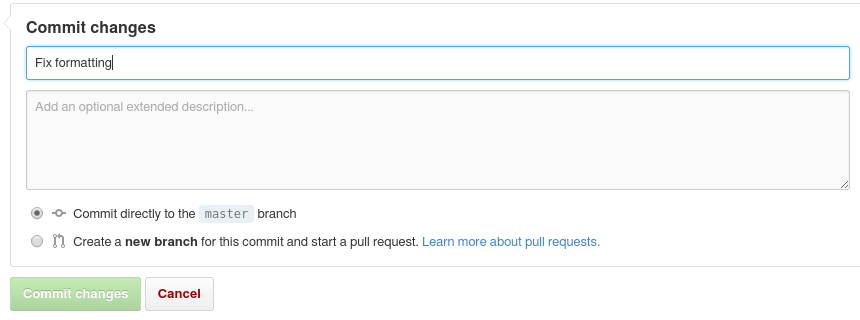 Commit changes
Fix formatting
Add an optional extended description...
Commit directly to the master branch
Create a new branch for this commit and start a pull request. Learn more about pull requests.
Commit changes Cancel